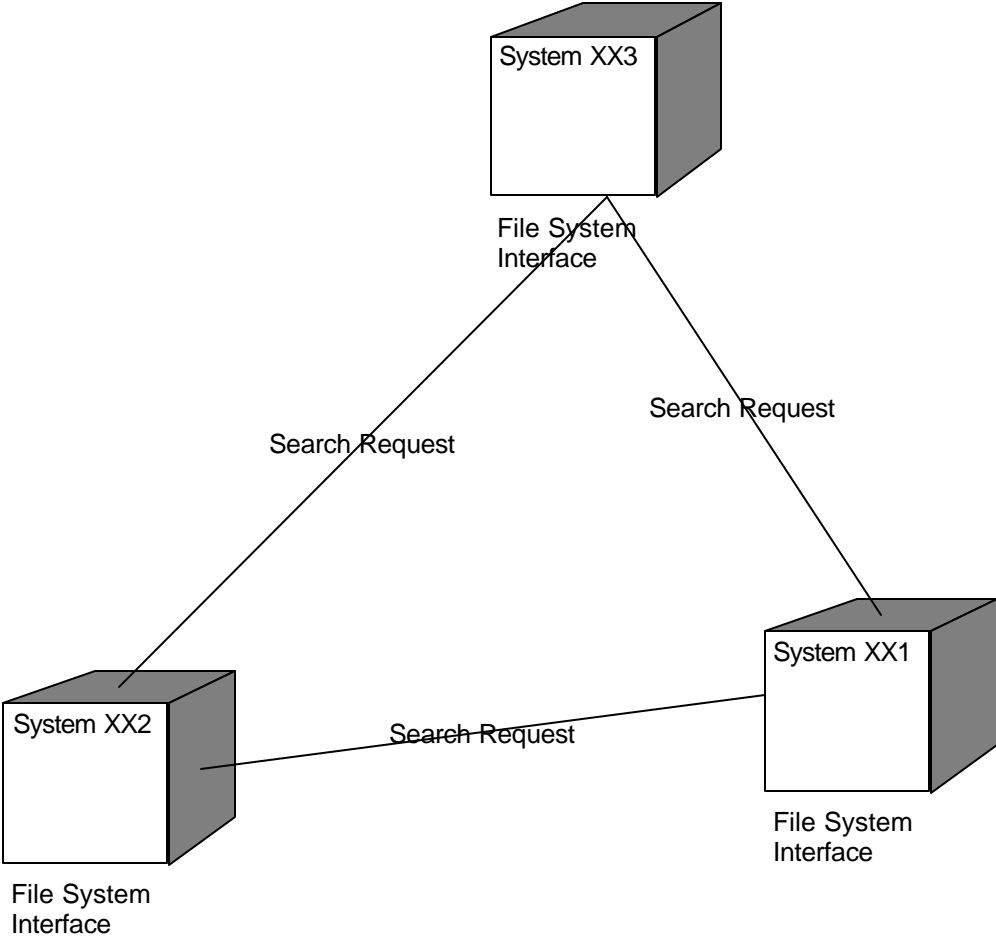 System XX3
File System
Interface
Search Request
Search Request
System XX1
System XX2
Search Request
File System
Interface
File System
Interface